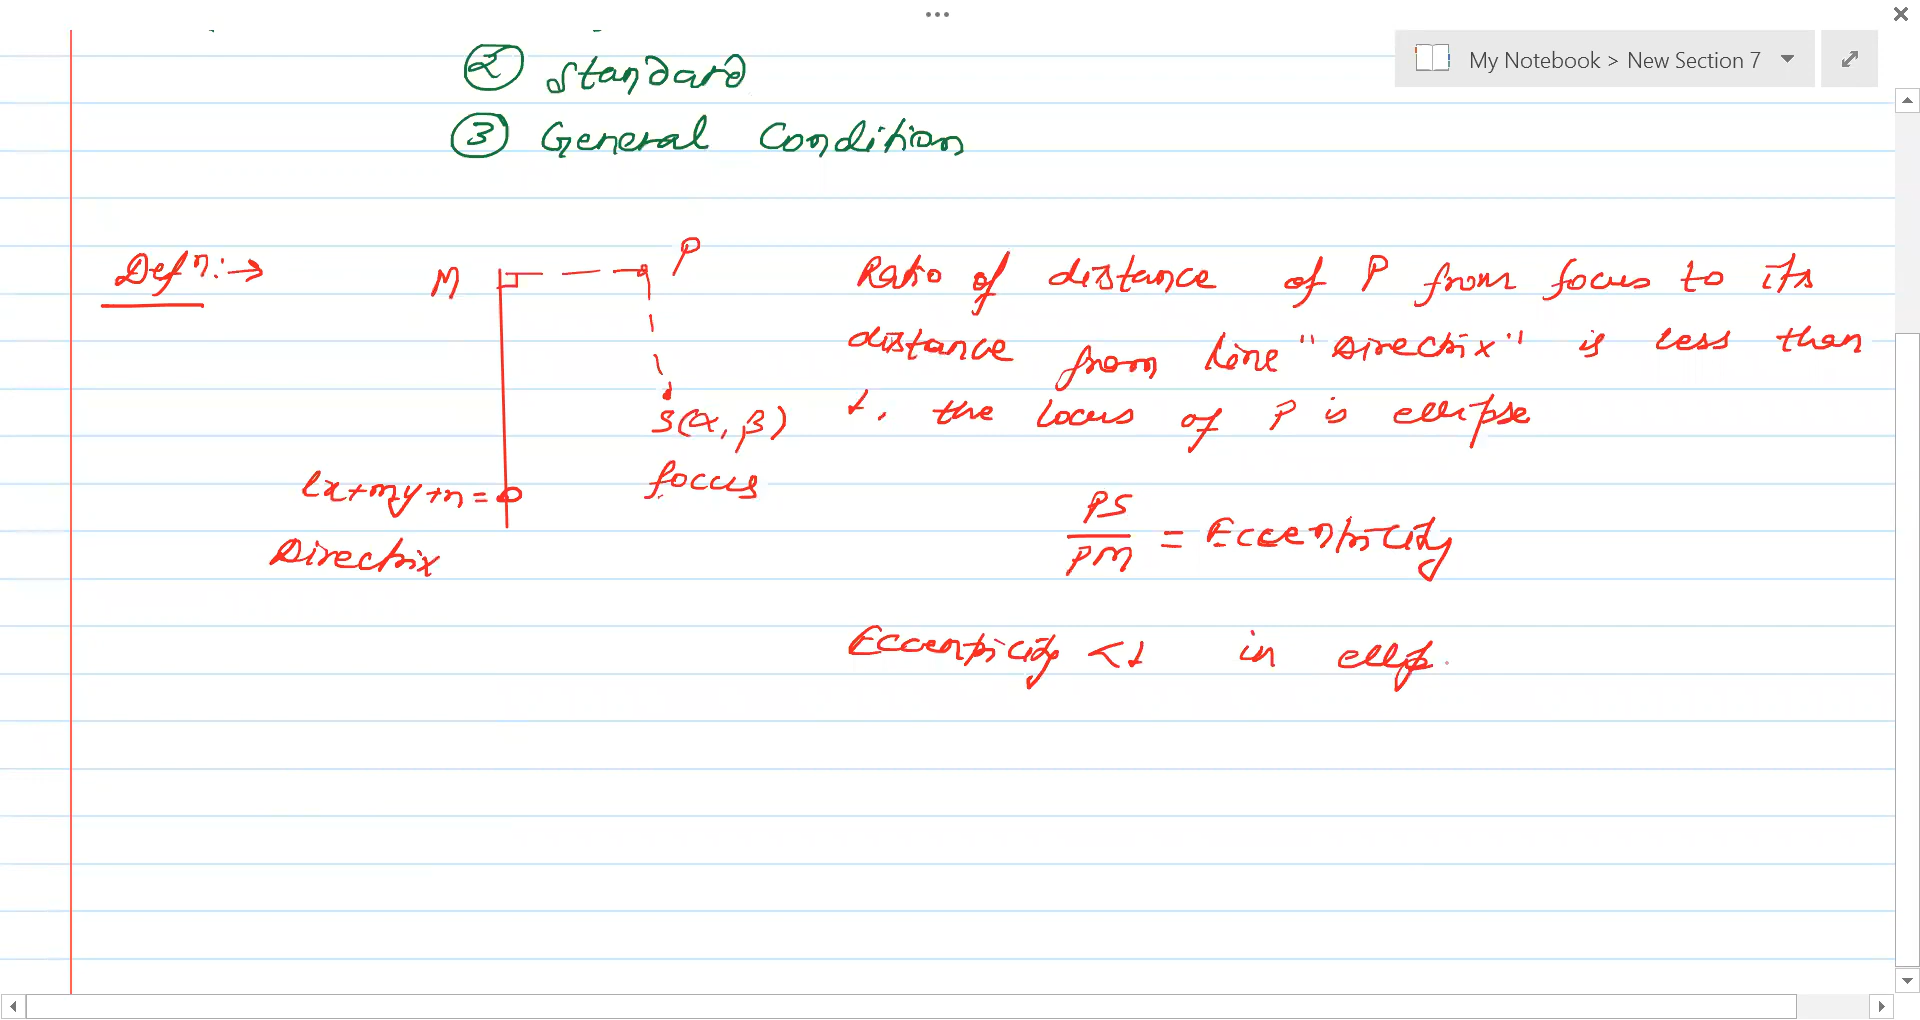 ...
My Notebook > New Section 7
② Standard
③ General Condition
Defn:→
M
P
Ratio of distance of P from focus to its
distance from line "Directrix" is less than
1, the locus of P is ellipse
S(α, β)
focus
lx+my+n=0
Directrix
PS
PM
= Eccentricity
Eccentricity <1 in ellip